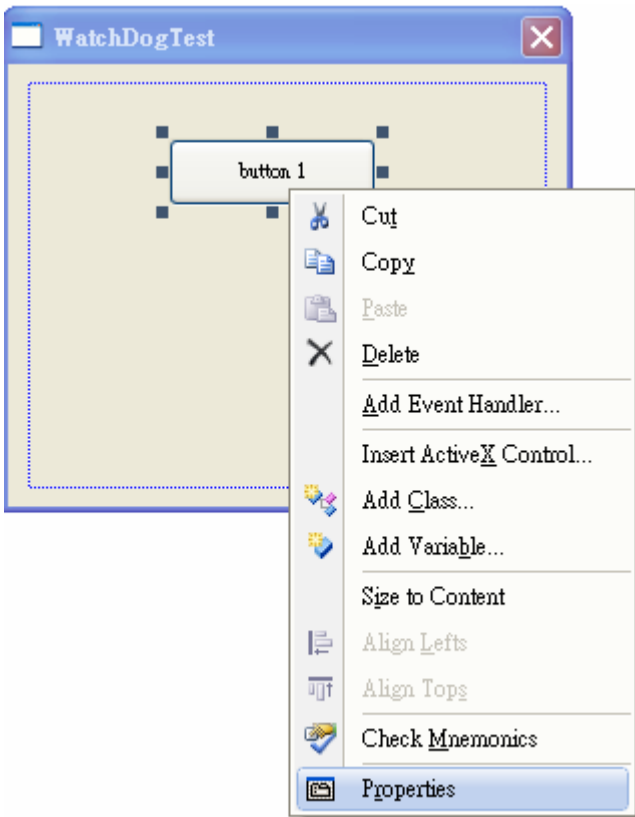 WatchDogTest
button 1
Cut
Copy
Paste
Delete
Add Event Handler...
Insert ActiveX Control...
Add Class...
Add Variable...
Size to Content
Align Lefts
Align Tops
Check Mnemonics
Properties